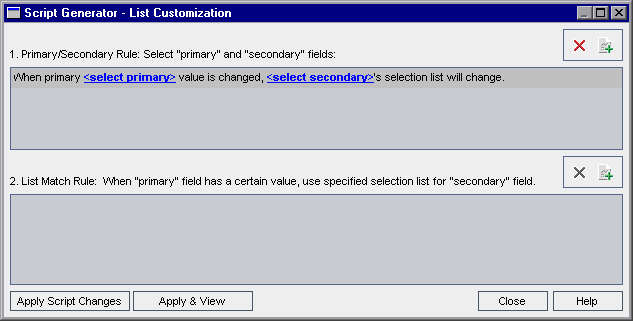 Script Generator - List Customization
1. Primary/Secondary Rule: Select "primary" and "secondary" fields:
When primary <select primary> value is changed, <select secondary>'s selection list will change.
2. List Match Rule:  When "primary" field has a certain value, use specified selection list for "secondary" field.
Apply Script Changes
Apply & View
Close
Help